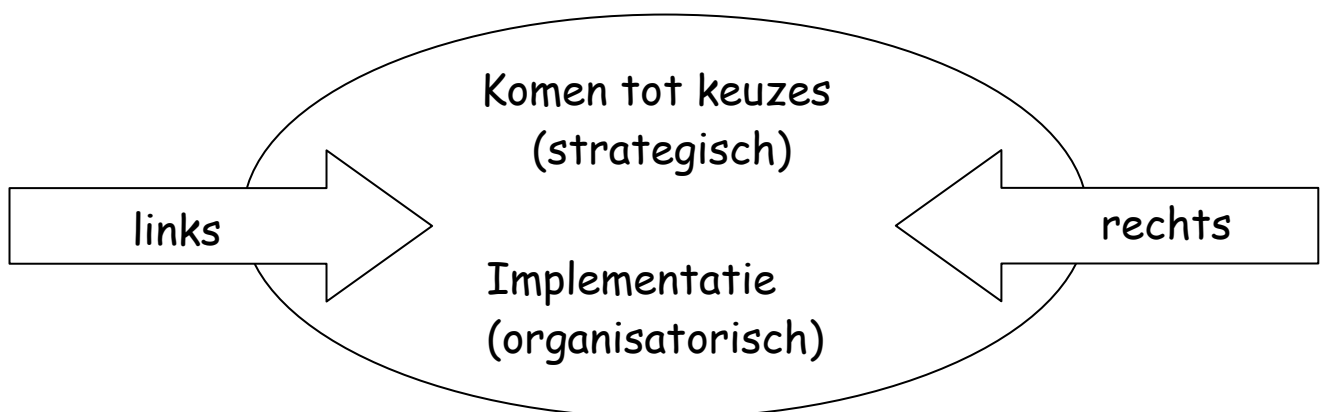 Komen tot keuzes
(strategisch)
links
rechts
Implementatie
(organisatorisch)